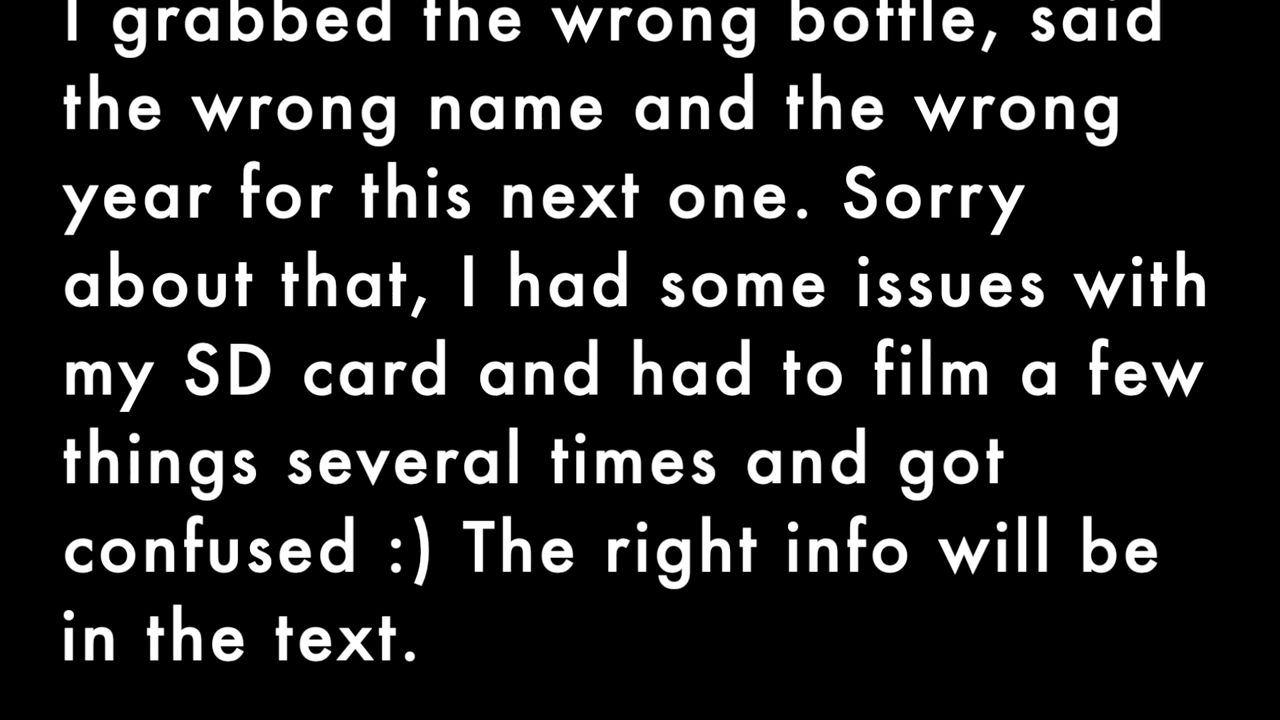 I grabbed the wrong bottle, said
the wrong name and the wrong
year for this next one. Sorry
about that, I had some issues with
my SD card and had to film a few
things several times and got
confused :) The right info will be
in the text.